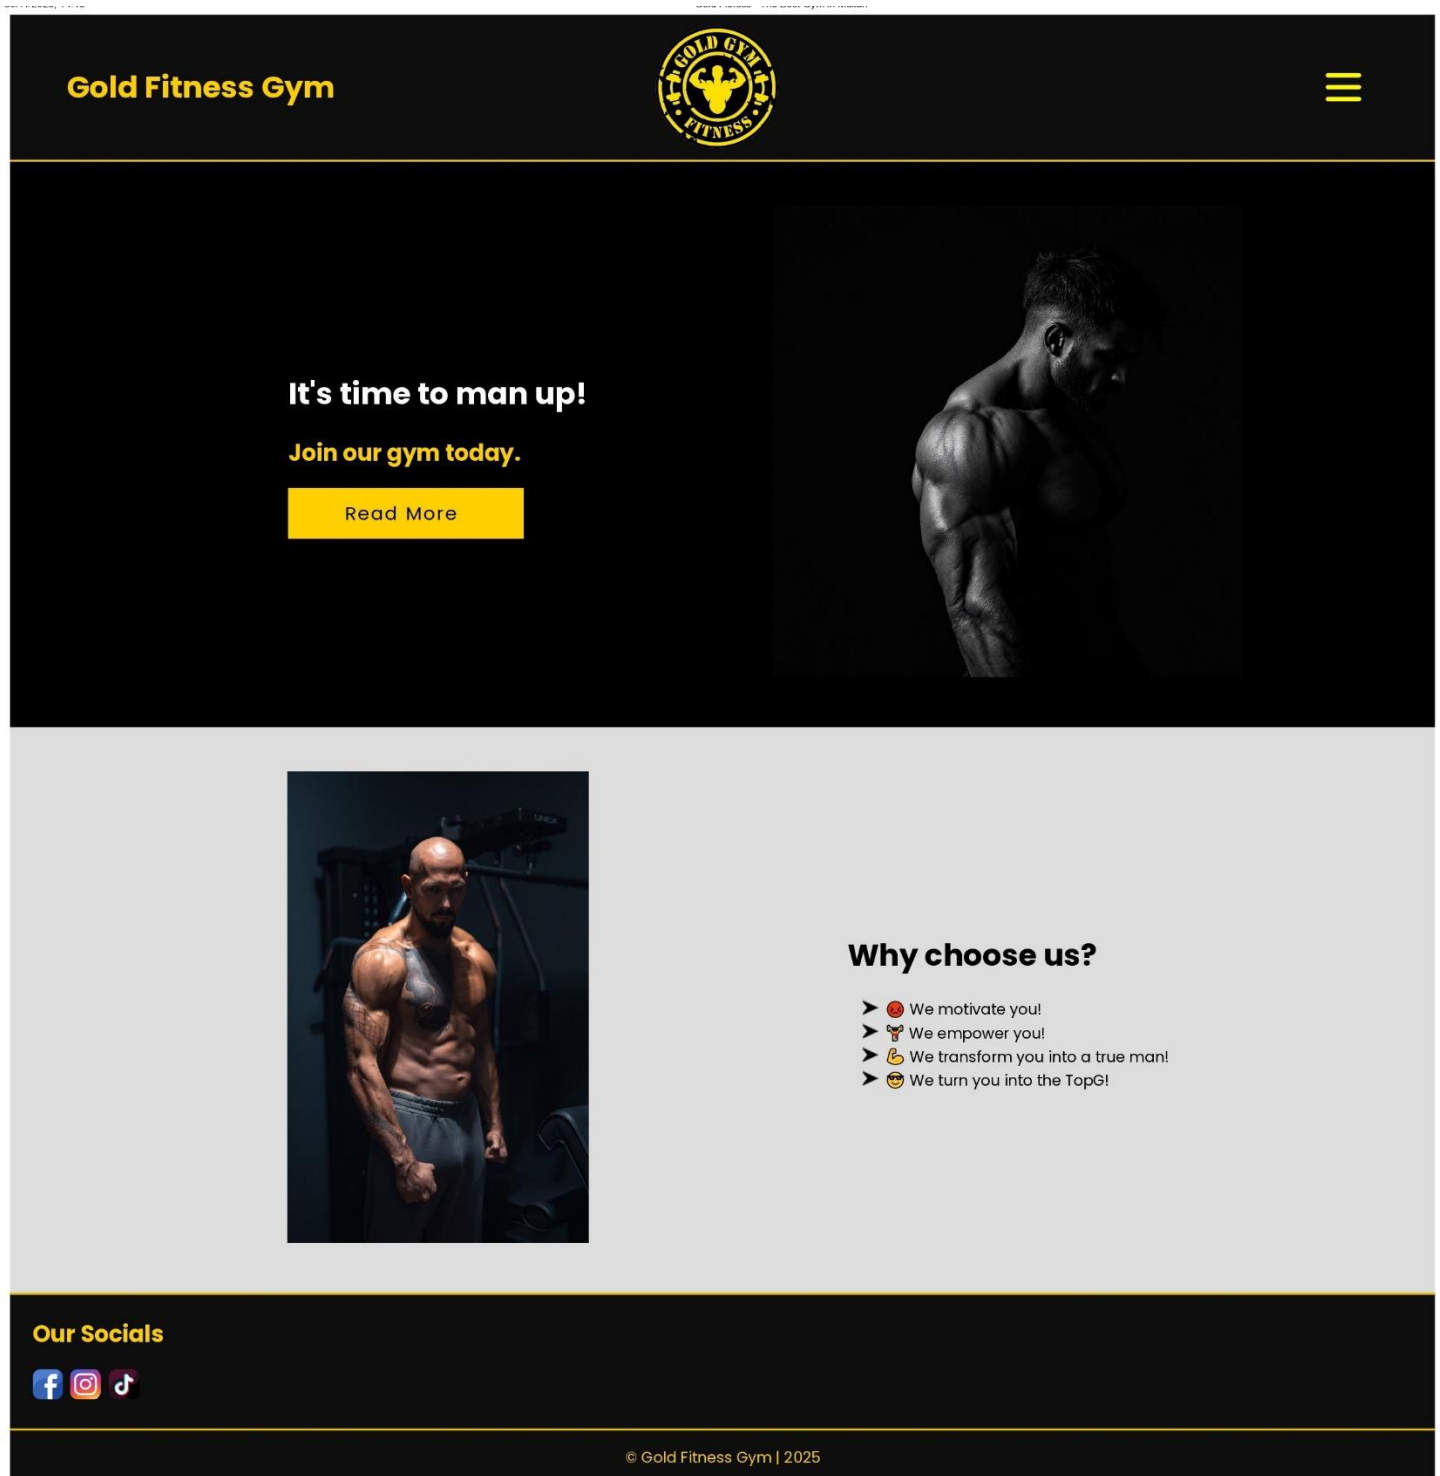 Gold Fitness Gym
GOLD GYM
FITNESS
It's time to man up!
Join our gym today.
Read More
UNICA
Why choose us?
➤ 😡 We motivate you!
➤ 🏋 We empower you!
➤ 💪 We transform you into a true man!
➤ 😎 We turn you into the TopG!
Our Socials
© Gold Fitness Gym | 2025